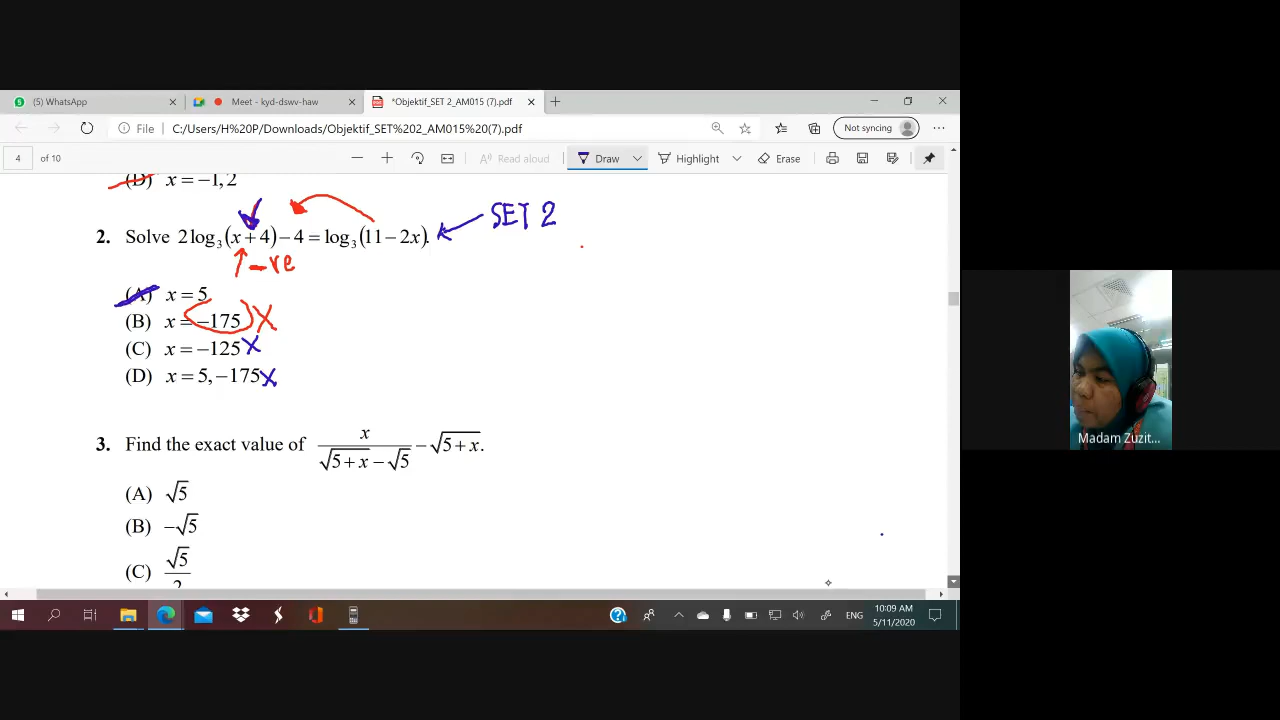 (5) WhatsApp
Meet - kyd-dswv-haw
*Objektif_SET 2_AM015 (7).pdf
File
C:/Users/H%20P/Downloads/Objektif_SET%202_AM015%20(7).pdf
Not syncing
4 of 10
Read aloud
Draw
Highlight
Erase
(D) x = −1, 2
SET 2
2. Solve 2log₃(x + 4) − 4 = log₃(11 − 2x).
−ve
(A) x = 5
(B) x = −175 X
(C) x = −125 X
(D) x = 5, −175 X
3. Find the exact value of x / (√(5 + x) − √5) − √(5 + x).
(A) √5
(B) −√5
(C) √5 / 2
Madam Zuzit...
ENG
10:09 AM
5/11/2020